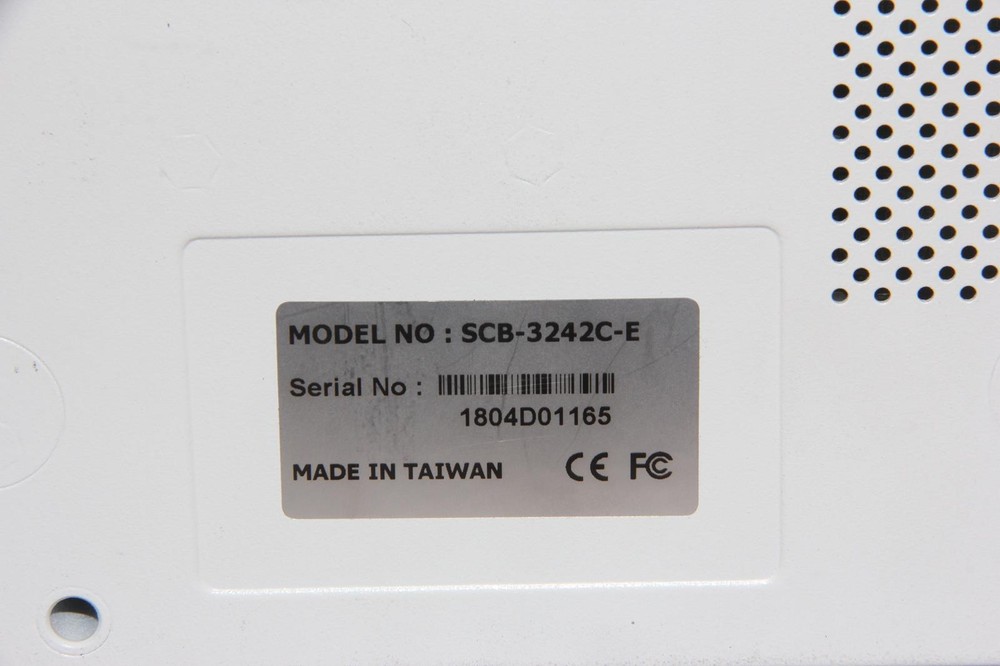 MODEL NO : SCB-3242C-E
Serial No :
1804D01165
MADE IN TAIWAN CE FC